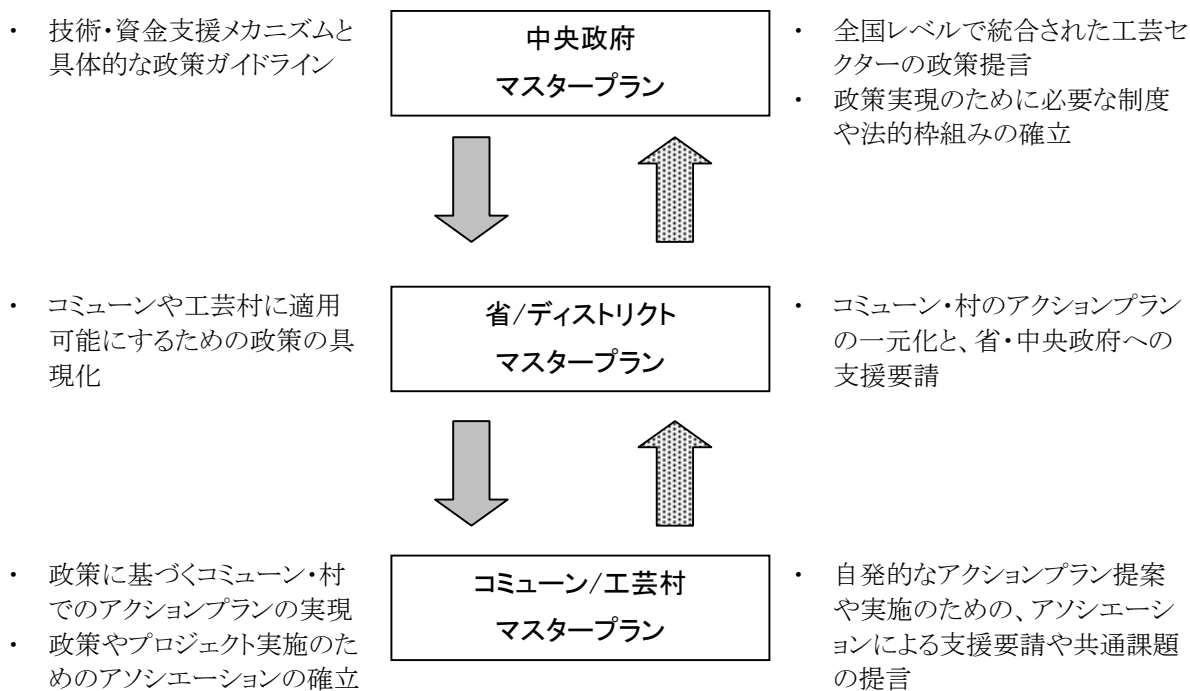 ・ 技術・資金支援メカニズムと
具体的な政策ガイドライン
中央政府
マスタープラン
・ 全国レベルで統合された工芸セ
クターの政策提言
・ 政策実現のために必要な制度
や法的枠組みの確立
・ コミューンや工芸村に適用
可能にするための政策の具
現化
省/ディストリクト
マスタープラン
・ コミューン・村のアクションプラン
の一元化と、省・中央政府への
支援要請
・ 政策に基づくコミューン・村
でのアクションプランの実現
・ 政策やプロジェクト実施のた
めのアソシエーションの確立
コミューン/工芸村
マスタープラン
・ 自発的なアクションプラン提案
や実施のための、アソシエーシ
ョンによる支援要請や共通課題
の提言